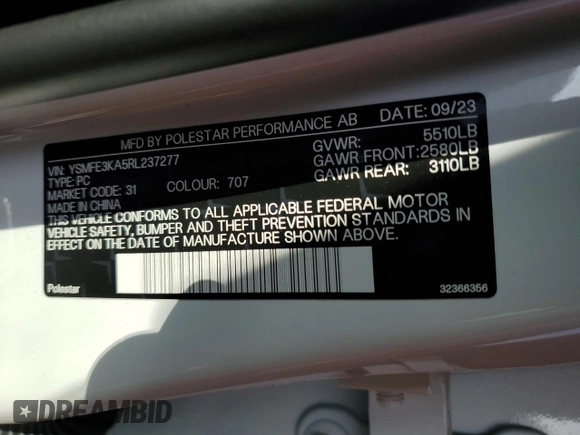 MFD BY POLESTAR PERFORMANCE AB DATE: 09/23
VIN: YSMFE3KA5RL237277 GVWR: 5510LB
TYPE: PC GAWR FRONT: 2580LB
MARKET CODE: 31 COLOUR: 707 GAWR REAR: 3110LB
MADE IN CHINA
THIS VEHICLE CONFORMS TO ALL APPLICABLE FEDERAL MOTOR
VEHICLE SAFETY, BUMPER AND THEFT PREVENTION STANDARDS IN
EFFECT ON THE DATE OF MANUFACTURE SHOWN ABOVE.
Polestar 32366356
DREAMBID